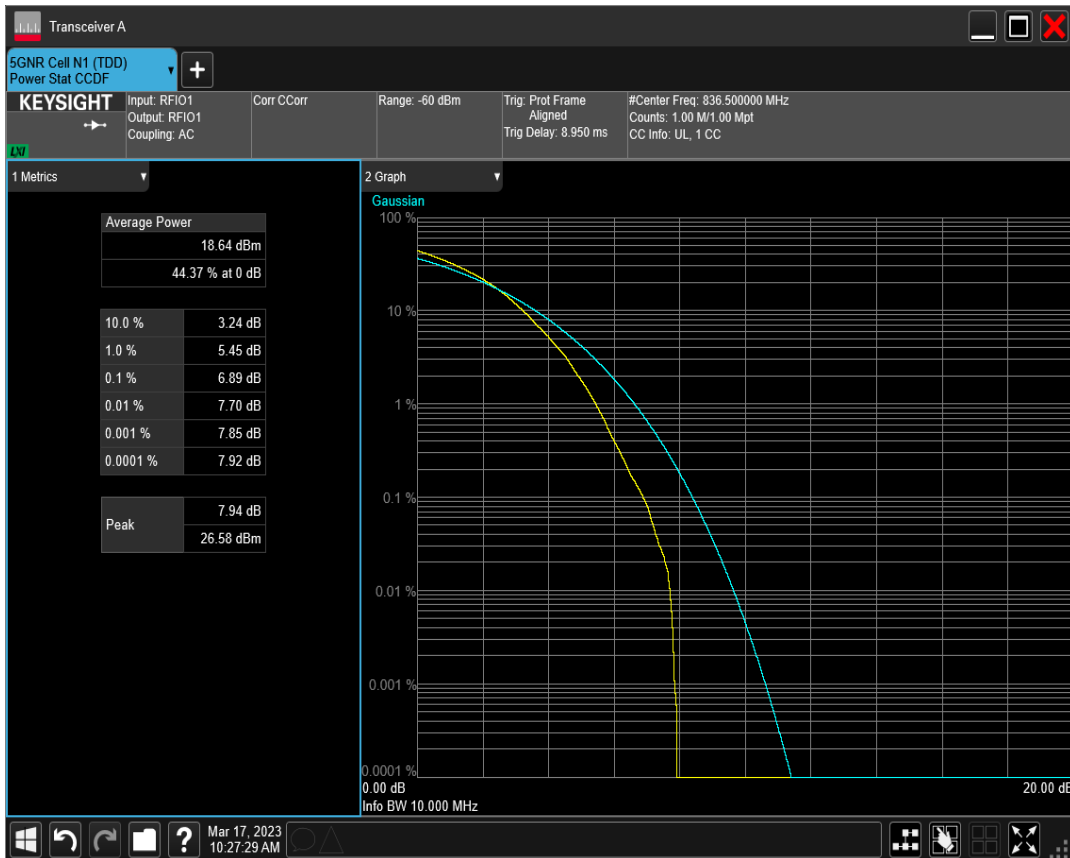 Transceiver A
5GNR Cell N1 (TDD)
Power Stat CCDF
+
KEYSIGHT
LXI
Input: RFIO1
Output: RFIO1
Coupling: AC
Corr CCorr
Range: -60 dBm
Trig: Prot Frame
Aligned
Trig Delay: 8.950 ms
#Center Freq: 836.500000 MHz
Counts: 1.00 M/1.00 Mpt
CC Info: UL, 1 CC
1 Metrics
Average Power
18.64 dBm
44.37 % at 0 dB
10.0 % 3.24 dB
1.0 % 5.45 dB
0.1 % 6.89 dB
0.01 % 7.70 dB
0.001 % 7.85 dB
0.0001 % 7.92 dB
Peak
7.94 dB
26.58 dBm
2 Graph
Gaussian
100 %
10 %
1 %
0.1 %
0.01 %
0.001 %
0.0001 %
0.00 dB 20.00 dB
Info BW 10.000 MHz
?
Mar 17, 2023
10:27:29 AM